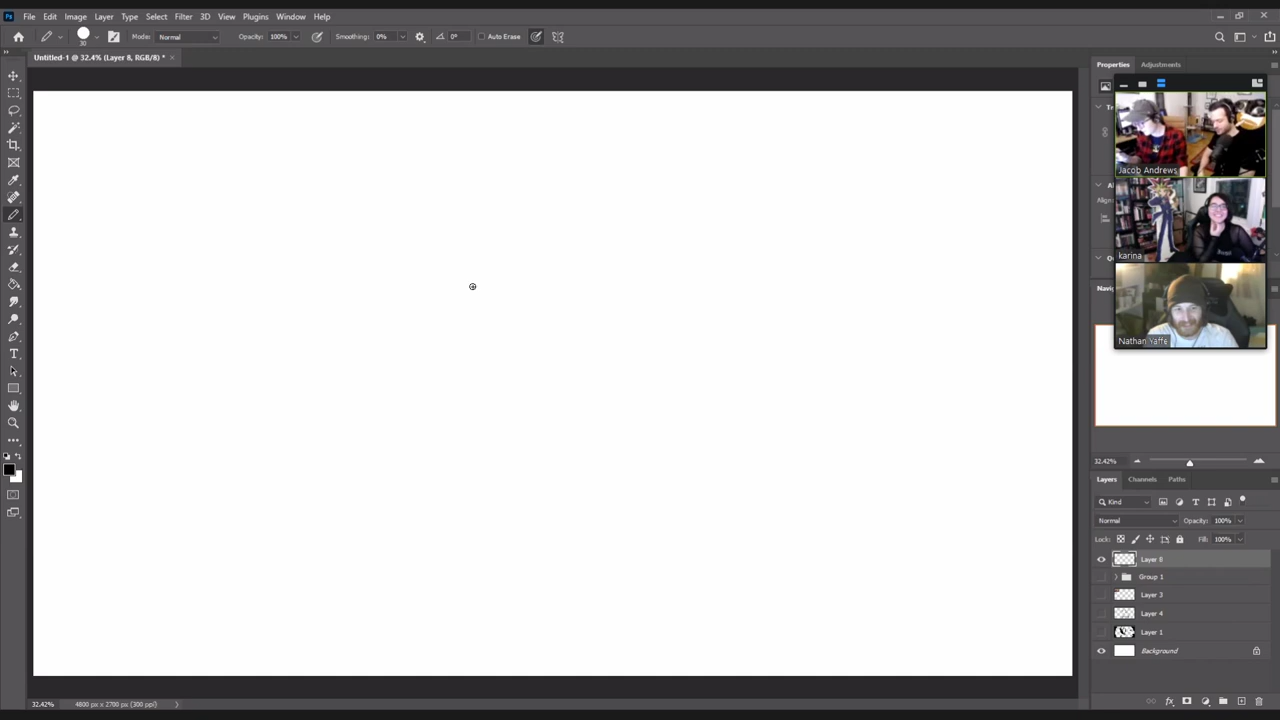 Ps File Edit Image Layer Type Select Filter 3D View Plugins Window Help
30 Mode: Normal Opacity: 100% Smoothing: 0% 0° Auto Erase
Untitled-1 @ 32.4% (Layer 8, RGB/8) *
Properties Adjustments
Jacob Andrews
karina
Nathan Yaffe
32.42%
Layers Channels Paths
Kind
Normal Opacity: 100%
Lock: Fill: 100%
Layer 8
Group 1
Layer 3
Layer 4
Layer 1
Background
32.42% 4800 px x 2700 px (300 ppi)
fx